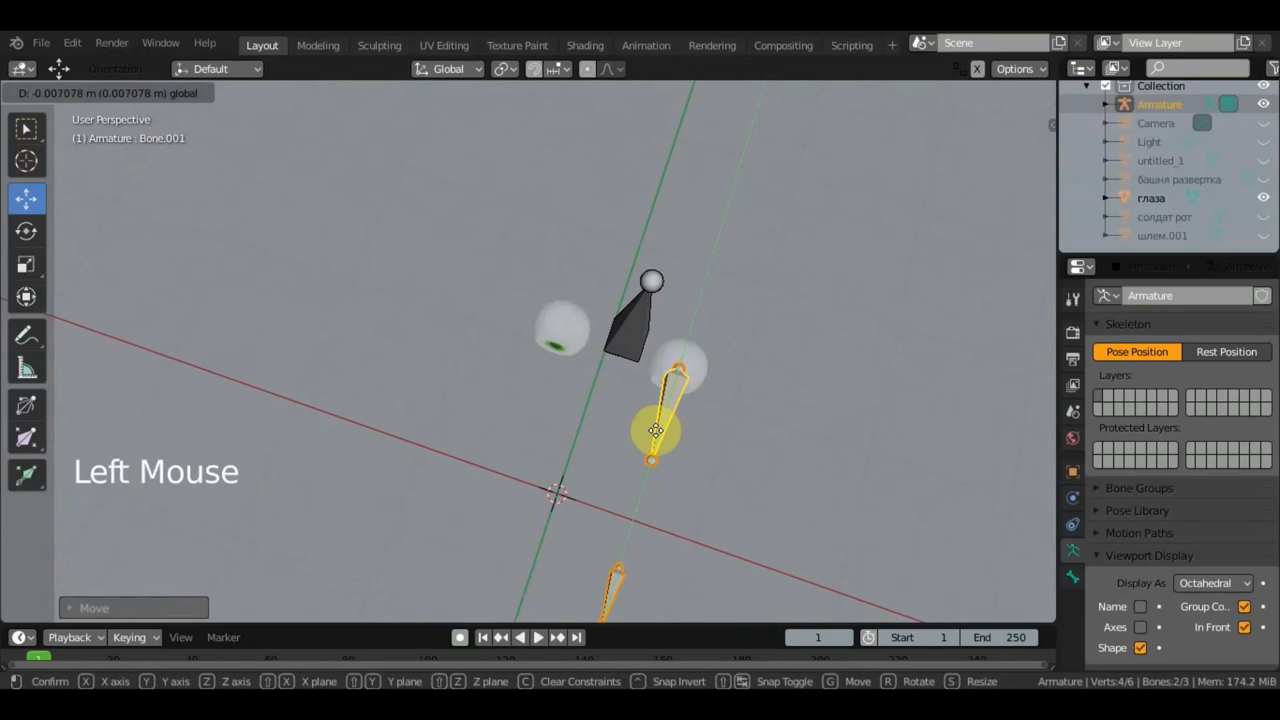 File Edit Render Window Help Layout Modeling Sculpting UV Editing Texture Paint Shading Animation Rendering Compositing Scripting + Scene View Layer
Orientation Default Global X Options
D: -0.007078 m (0.007078 m) global
User Perspective
(1) Armature : Bone.001
Collection
Armature
Camera
Light
untitled_1
башня развертка
глаза
солдат рот
шлем.001
Armature
Skeleton
Pose Position Rest Position
Layers:
Protected Layers:
Bone Groups
Pose Library
Motion Paths
Viewport Display
Display As Octahedral
Name Group Co..
Axes In Front
Shape
Left Mouse
Move
Playback Keying View Marker 1 Start 1 End 250
1
Confirm X X axis Y Y axis Z Z axis X X plane Y Y plane Z Z plane C Clear Constraints ^ Snap Invert Snap Toggle G Move R Rotate S Resize Armature | Verts:4/6 | Bones:2/3 | Mem: 174.2 MiB